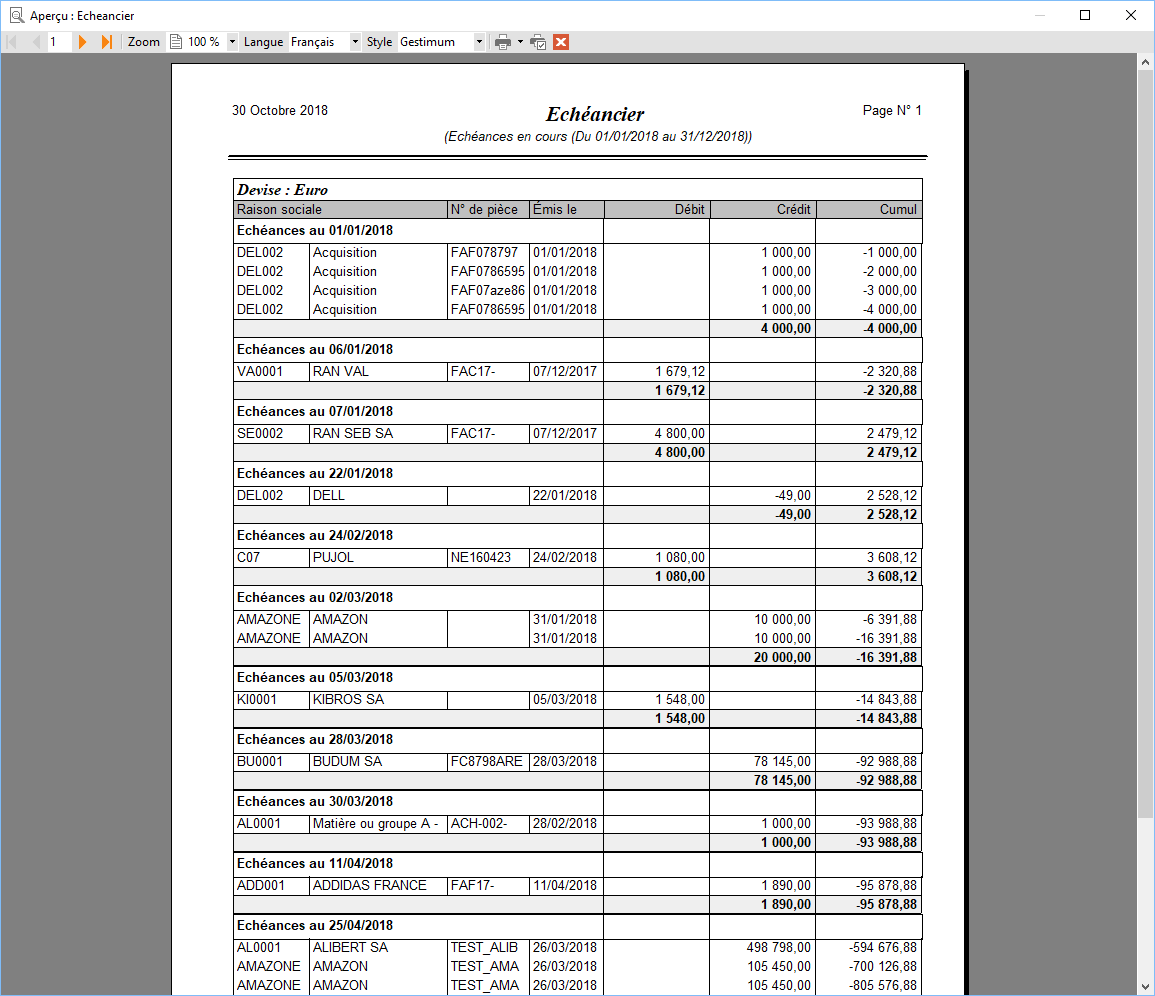 Aperçu : Echeancier
1 Zoom 100 % Langue Français Style Gestimum
30 Octobre 2018 Echéancier Page N° 1
(Echéances en cours (Du 01/01/2018 au 31/12/2018))
Devise : Euro
Raison sociale N° de pièce Émis le Débit Crédit Cumul
Echéances au 01/01/2018
DEL002 Acquisition FAF078797 01/01/2018 1 000,00 -1 000,00
DEL002 Acquisition FAF0786595 01/01/2018 1 000,00 -2 000,00
DEL002 Acquisition FAF07aze86 01/01/2018 1 000,00 -3 000,00
DEL002 Acquisition FAF0786595 01/01/2018 1 000,00 -4 000,00
4 000,00 -4 000,00
Echéances au 06/01/2018
VA0001 RAN VAL FAC17- 07/12/2017 1 679,12 -2 320,88
1 679,12 -2 320,88
Echéances au 07/01/2018
SE0002 RAN SEB SA FAC17- 07/12/2017 4 800,00 2 479,12
4 800,00 2 479,12
Echéances au 22/01/2018
DEL002 DELL 22/01/2018 -49,00 2 528,12
-49,00 2 528,12
Echéances au 24/02/2018
C07 PUJOL NE160423 24/02/2018 1 080,00 3 608,12
1 080,00 3 608,12
Echéances au 02/03/2018
AMAZONE AMAZON 31/01/2018 10 000,00 -6 391,88
AMAZONE AMAZON 31/01/2018 10 000,00 -16 391,88
20 000,00 -16 391,88
Echéances au 05/03/2018
KI0001 KIBROS SA 05/03/2018 1 548,00 -14 843,88
1 548,00 -14 843,88
Echéances au 28/03/2018
BU0001 BUDUM SA FC8798ARE 28/03/2018 78 145,00 -92 988,88
78 145,00 -92 988,88
Echéances au 30/03/2018
AL0001 Matière ou groupe A - ACH-002- 28/02/2018 1 000,00 -93 988,88
1 000,00 -93 988,88
Echéances au 11/04/2018
ADD001 ADDIDAS FRANCE FAF17- 11/04/2018 1 890,00 -95 878,88
1 890,00 -95 878,88
Echéances au 25/04/2018
AL0001 ALIBERT SA TEST_ALIB 26/03/2018 498 798,00 -594 676,88
AMAZONE AMAZON TEST_AMA 26/03/2018 105 450,00 -700 126,88
AMAZONE AMAZON TEST_AMA 26/03/2018 105 450,00 -805 576,88